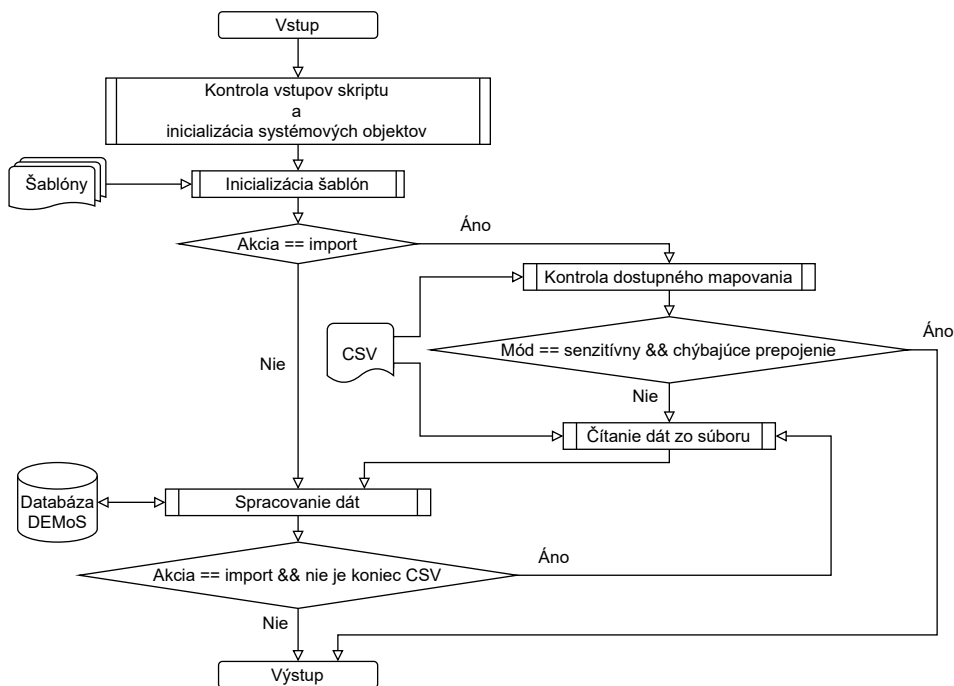 Vstup
Kontrola vstupov skriptu
a
inicializácia systémových objektov
Šablóny
Inicializácia šablón
Akcia == import
Áno
Kontrola dostupného mapovania
Nie
CSV
Mód == senzitívny && chýbajúce prepojenie
Áno
Nie
Čítanie dát zo súboru
Databáza
DEMoS
Spracovanie dát
Akcia == import && nie je koniec CSV
Áno
Nie
Výstup